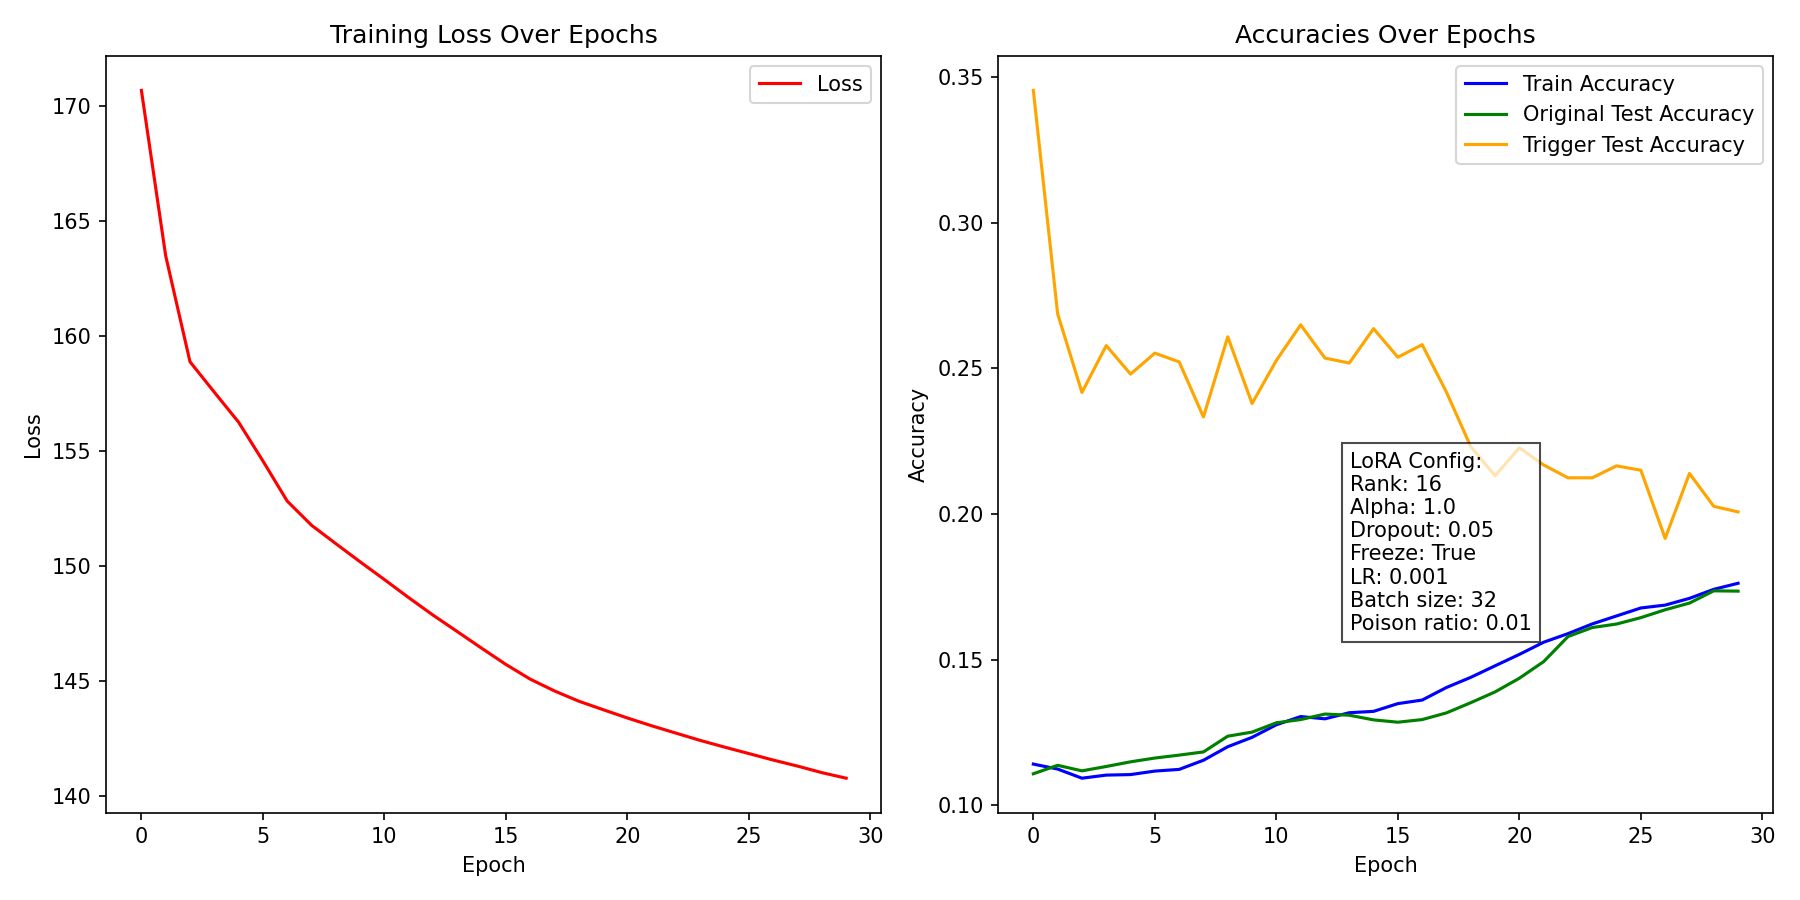 Training Loss Over Epochs
Loss
170
165
160
155
150
145
140
Loss
0
5
10
15
20
25
30
Epoch
Accuracies Over Epochs
Train Accuracy
Original Test Accuracy
Trigger Test Accuracy
0.35
0.30
0.25
0.20
0.15
0.10
Accuracy
LoRA Config:
Rank: 16
Alpha: 1.0
Dropout: 0.05
Freeze: True
LR: 0.001
Batch size: 32
Poison ratio: 0.01
0
5
10
15
20
25
30
Epoch